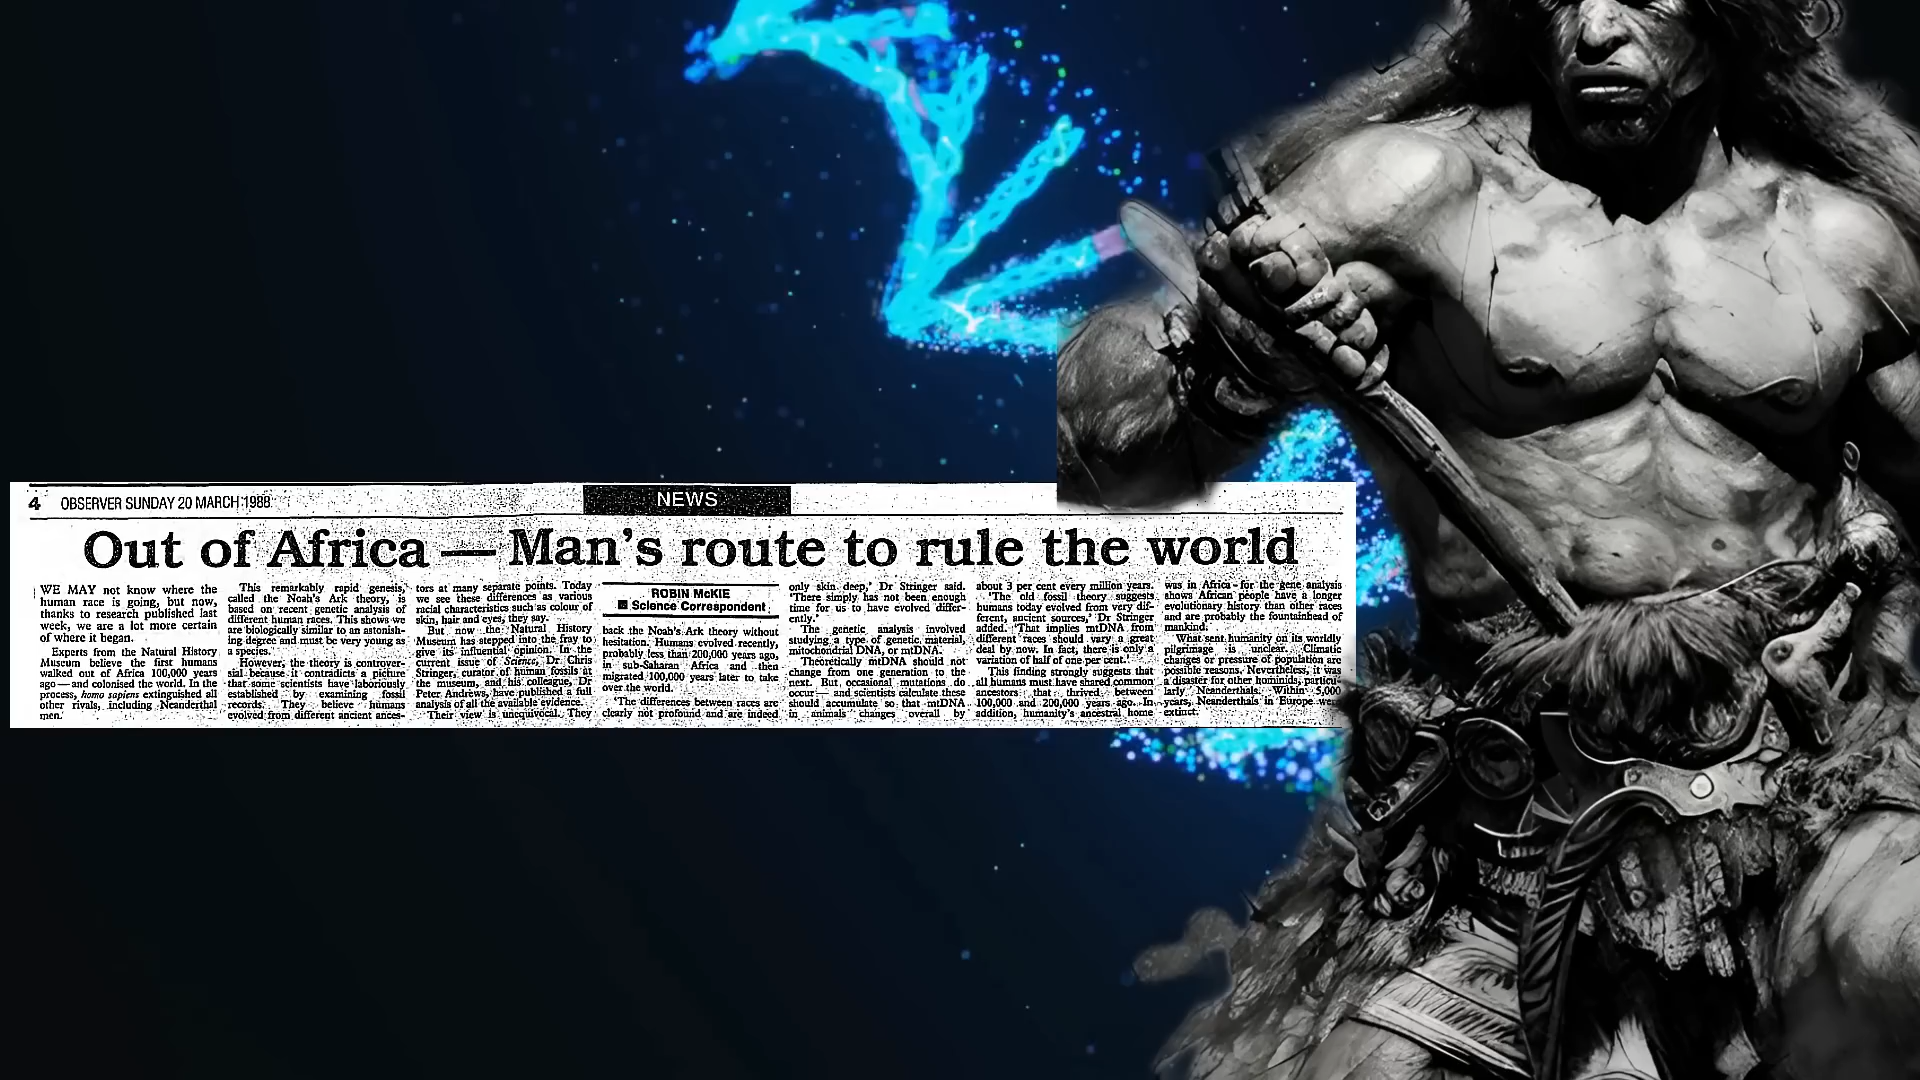 4 OBSERVER SUNDAY 20 MARCH 1988
NEWS
Out of Africa — Man's route to rule the world
WE MAY not know where the
human race is going, but now,
thanks to research published last
week, we are a lot more certain
of where it began.
Experts from the Natural History
Museum believe the first humans
walked out of Africa 100,000 years
ago — and colonised the world. In the
process, homo sapiens extinguished all
other rivals, including Neanderthal
men.
This remarkably rapid genesis,
called the Noah's Ark theory, is
based on recent genetic analysis of
different human races. This shows we
are biologically similar to an astonish-
ing degree and must be very young as
a species.
However, the theory is controver-
sial because it contradicts a picture
that some scientists have laboriously
established by examining fossil
records. They believe humans
evolved from different ancient ances-
tors at many separate points. Today
we see these differences as various
racial characteristics such as colour of
skin, hair and eyes, they say.
But now the Natural History
Museum has stepped into the fray to
give its influential opinion. In the
current issue of Science, Dr Chris
Stringer, curator of human fossils at
the museum, and his colleague, Dr
Peter Andrews, have published a full
analysis of all the available evidence.
Their view is unequivocal. They
ROBIN McKIE
Science Correspondent
back the Noah's Ark theory without
hesitation. Humans evolved recently,
probably less than 200,000 years ago,
in sub-Saharan Africa and then
migrated 100,000 years later to take
over the world.
'The differences between races are
clearly not profound and are indeed
only skin deep,' Dr Stringer said.
'There simply has not been enough
time for us to have evolved differ-
ently.'
The genetic analysis involved
studying a type of genetic material,
mitochondrial DNA, or mtDNA.
Theoretically mtDNA should not
change from one generation to the
next. But occasional mutations do
occur — and scientists calculate these
should accumulate so that mtDNA
in animals changes overall by
about 3 per cent every million years.
'The old fossil theory suggests
humans today evolved from very dif-
ferent, ancient sources,' Dr Stringer
added. 'That implies mtDNA from
different races should vary a great
deal by now. In fact, there is only a
variation of half of one per cent.'
This finding strongly suggests that
all humans must have shared common
ancestors that thrived between
100,000 and 200,000 years ago. In
addition, humanity's ancestral home
was in Africa - for the gene analysis
shows African people have a longer
evolutionary history than other races
and are probably the fountainhead of
mankind.
What sent humanity on its worldly
pilgrimage is unclear. Climatic
changes or pressure of population are
possible reasons. Nevertheless, it was
a disaster for other hominids, particu-
larly Neanderthals. Within 5,000
years, Neanderthals in Europe were
extinct.